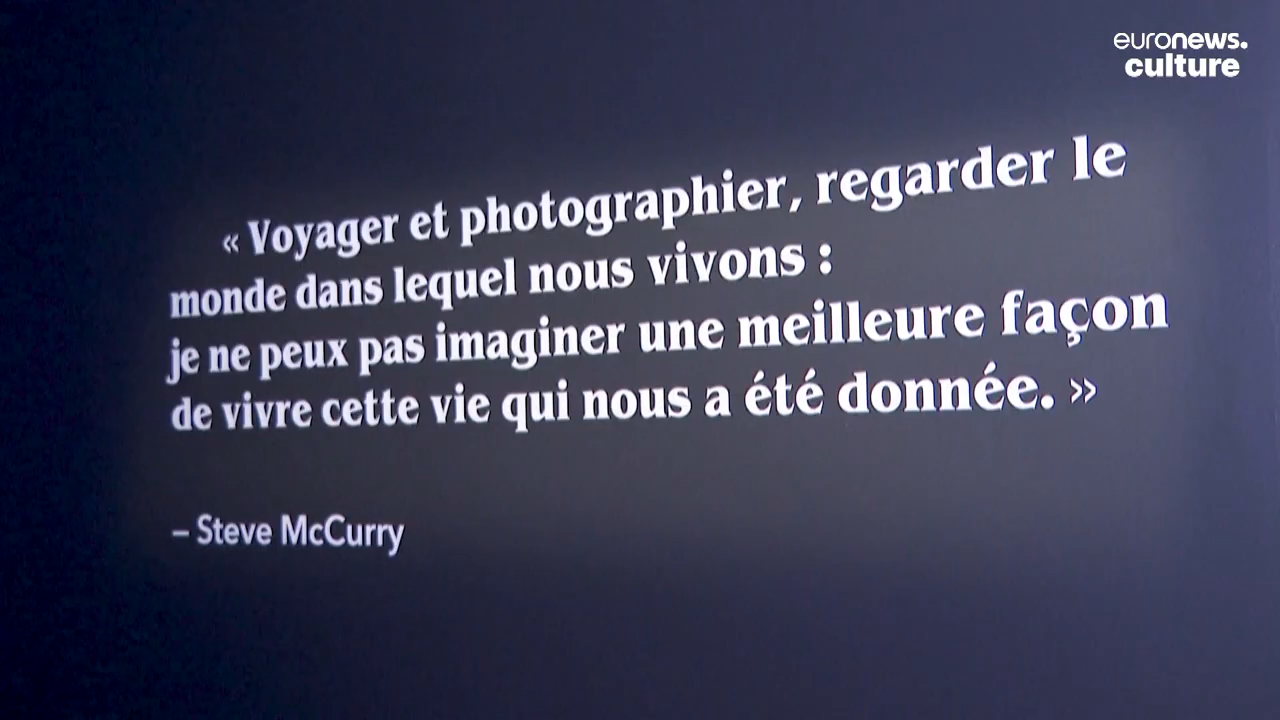 euronews.
culture
« Voyager et photographier, regarder le
monde dans lequel nous vivons :
je ne peux pas imaginer une meilleure façon
de vivre cette vie qui nous a été donnée. »
– Steve McCurry